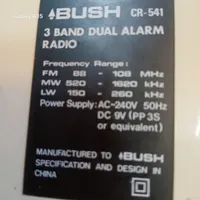 BUSH CR-541
3 BAND DUAL ALARM
RADIO
Frequency Range:
FM 88 - 108 MHz
MW 520 - 1620 kHz
LW 150 - 260 kHz
Power Supply: AC~240V 50Hz
DC 9V (PP 3S
or equivalent)
MANUFACTURED TO BUSH
SPECIFICATION AND DESIGN IN
CHINA